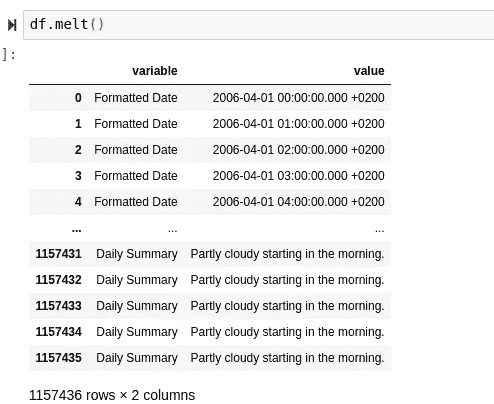 df.melt()
]:
variable value
0 Formatted Date 2006-04-01 00:00:00.000 +0200
1 Formatted Date 2006-04-01 01:00:00.000 +0200
2 Formatted Date 2006-04-01 02:00:00.000 +0200
3 Formatted Date 2006-04-01 03:00:00.000 +0200
4 Formatted Date 2006-04-01 04:00:00.000 +0200
... ... ...
1157431 Daily Summary Partly cloudy starting in the morning.
1157432 Daily Summary Partly cloudy starting in the morning.
1157433 Daily Summary Partly cloudy starting in the morning.
1157434 Daily Summary Partly cloudy starting in the morning.
1157435 Daily Summary Partly cloudy starting in the morning.
1157436 rows × 2 columns